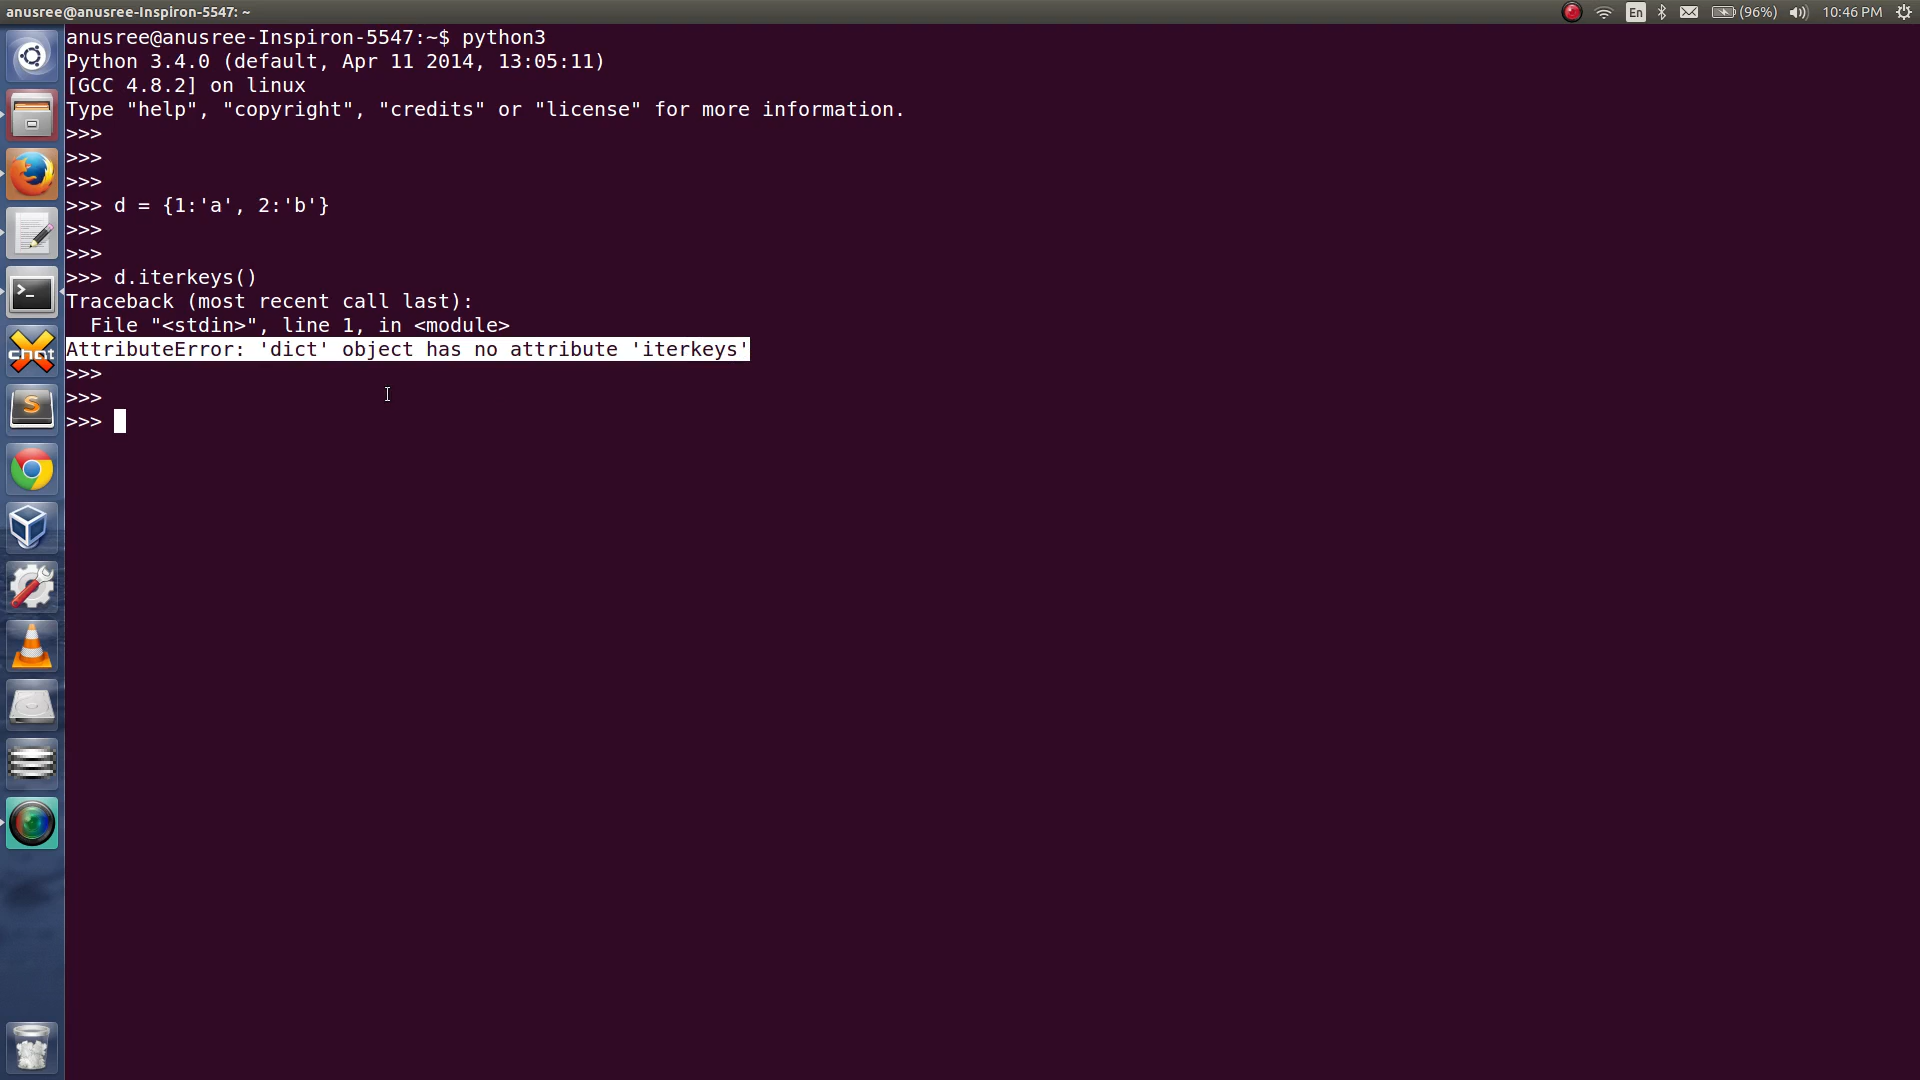 anusree@anusree-Inspiron-5547: ~
En
(96%)
10:46 PM
anusree@anusree-Inspiron-5547:~$ python3
Python 3.4.0 (default, Apr 11 2014, 13:05:11)
[GCC 4.8.2] on linux
Type "help", "copyright", "credits" or "license" for more information.
>>>
>>>
>>>
>>> d = {1:'a', 2:'b'}
>>>
>>>
>>> d.iterkeys()
Traceback (most recent call last):
  File "<stdin>", line 1, in <module>
AttributeError: 'dict' object has no attribute 'iterkeys'
>>>
>>>
>>>
>_
chat
S